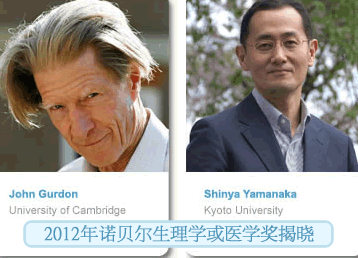 John Gurdon
University of Cambridge
Shinya Yamanaka
Kyoto University
2012年诺贝尔生理学或医学奖揭晓